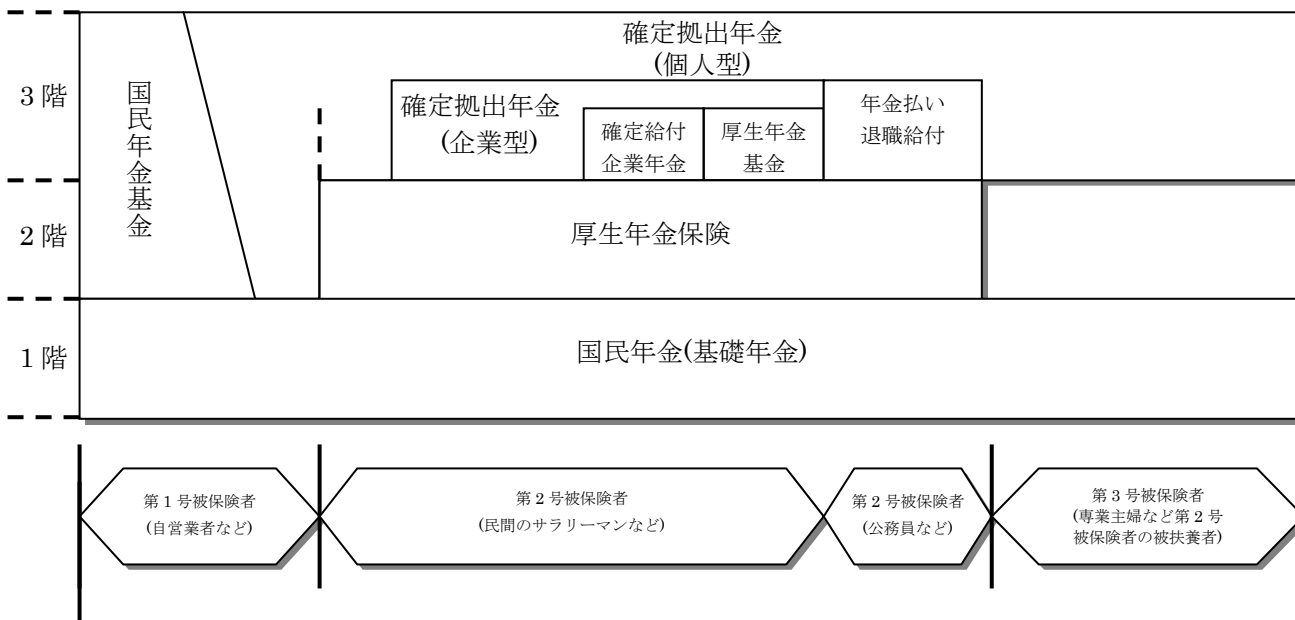 確定拠出年金
(個人型)
3 階
国民年金基金
確定拠出年金
(企業型)
確定給付
企業年金
厚生年金
基金
年金払い
退職給付
2 階
厚生年金保険
1 階
国民年金(基礎年金)
第 1 号被保険者
(自営業者など)
第 2 号被保険者
(民間のサラリーマンなど)
第 2 号被保険者
(公務員など)
第 3 号被保険者
(専業主婦など第 2 号
被保険者の被扶養者)